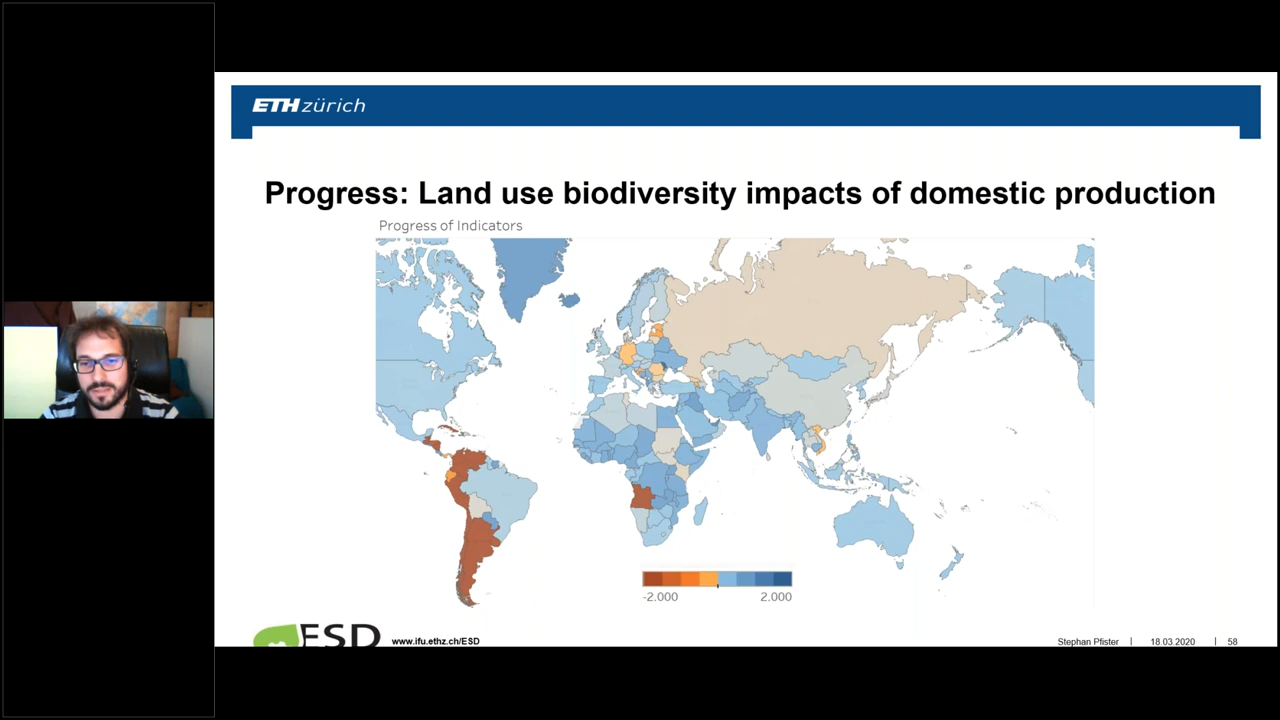 ETH zürich
Progress: Land use biodiversity impacts of domestic production
Progress of Indicators
-2.000
2.000
ESD
www.ifu.ethz.ch/ESD
Stephan Pfister | 18.03.2020 | 58